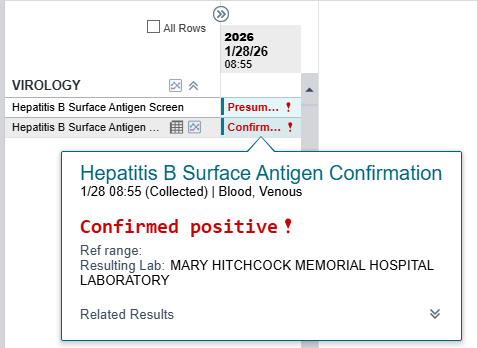 All Rows
2026
1/28/26
08:55
VIROLOGY
Hepatitis B Surface Antigen Screen
Presum... !
Hepatitis B Surface Antigen ...
Confirm... !
Hepatitis B Surface Antigen Confirmation
1/28 08:55 (Collected) | Blood, Venous
Confirmed positive !
Ref range:
Resulting Lab: MARY HITCHCOCK MEMORIAL HOSPITAL
LABORATORY
Related Results